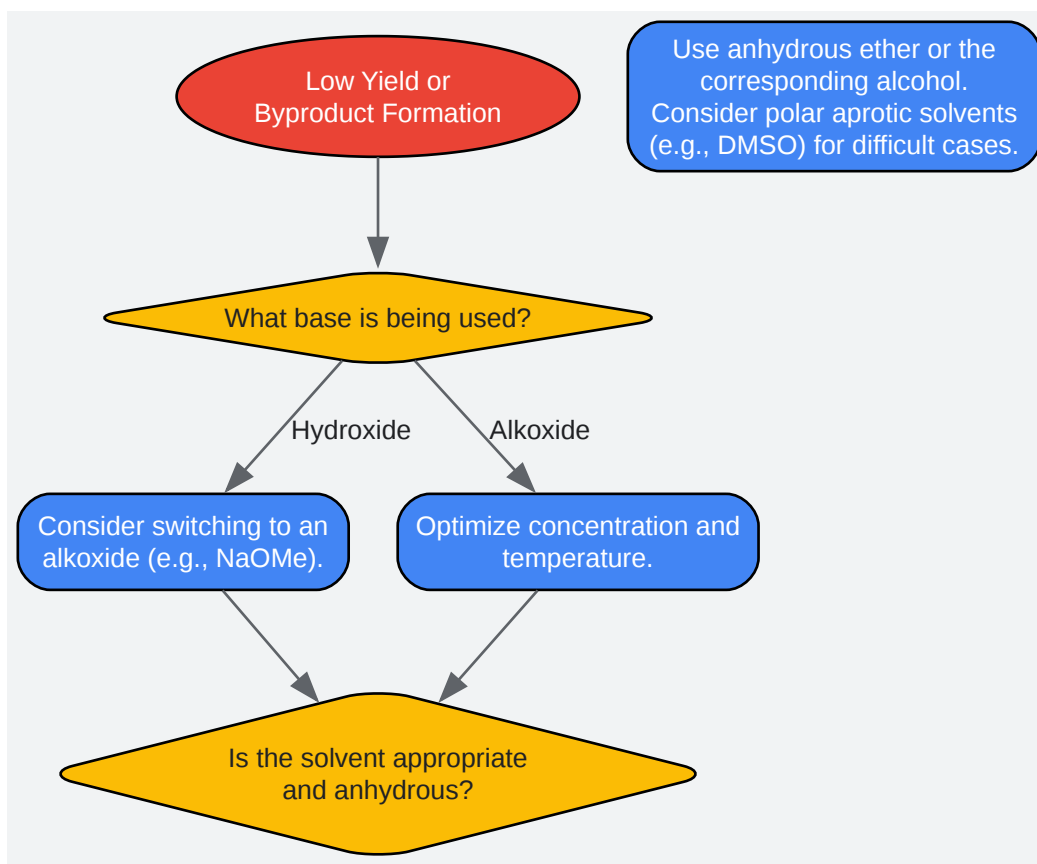 Low Yield or
Byproduct Formation
Use anhydrous ether or the
corresponding alcohol.
Consider polar aprotic solvents
(e.g., DMSO) for difficult cases.
What base is being used?
Hydroxide
Alkoxide
Consider switching to an
alkoxide (e.g., NaOMe).
Optimize concentration and
temperature.
Is the solvent appropriate
and anhydrous?